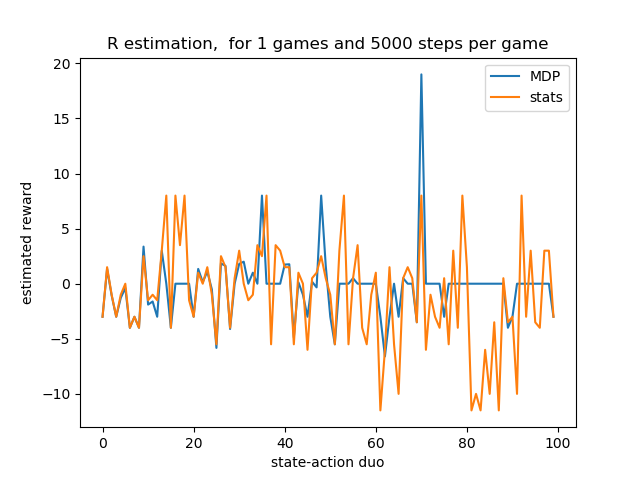 R estimation,  for 1 games and 5000 steps per game
MDP
stats
estimated reward
20
15
10
5
0
−5
−10
0
20
40
60
80
100
state-action duo